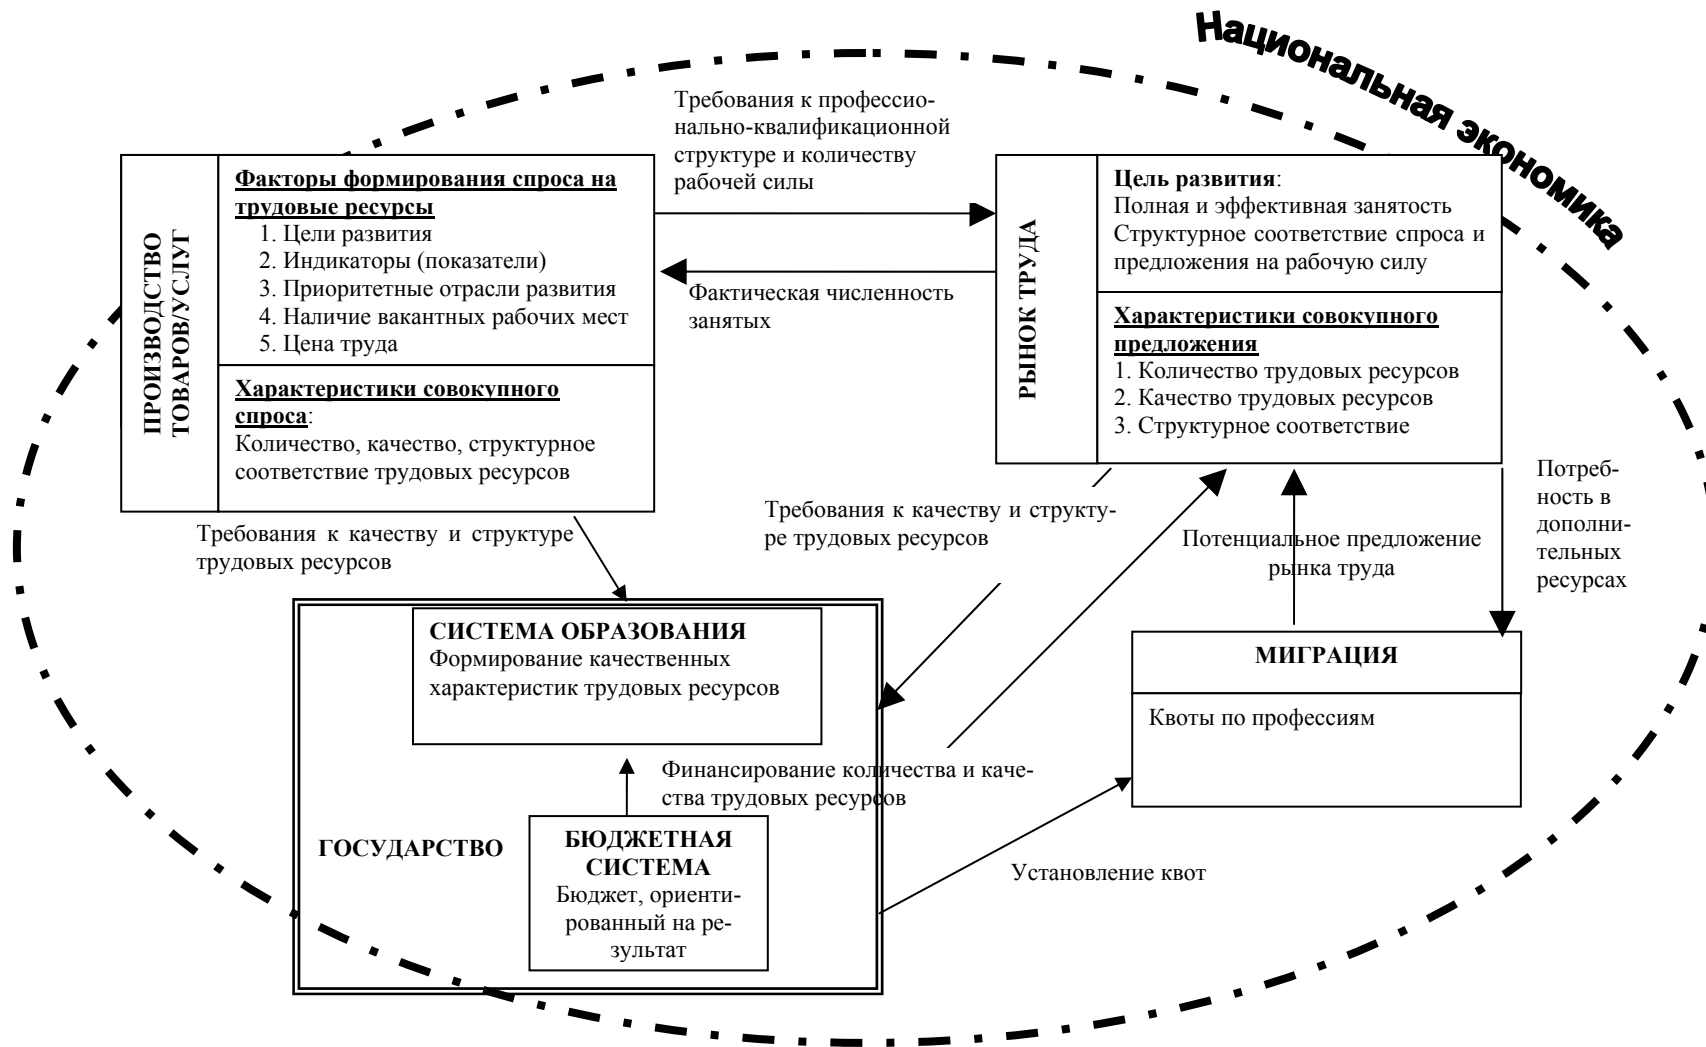 Национальная экономика
Требования к профессио-
нально-квалификационной
структуре и количеству
рабочей силы
ПРОИЗВОДСТВО
ТОВАРОВ/УСЛУГ
Факторы формирования спроса на
трудовые ресурсы
1. Цели развития
2. Индикаторы (показатели)
3. Приоритетные отрасли развития
4. Наличие вакантных рабочих мест
5. Цена труда
Характеристики совокупного
спроса:
Количество, качество, структурное
соответствие трудовых ресурсов
Фактическая численность
занятых
РЫНОК ТРУДА
Цель развития:
Полная и эффективная занятость
Структурное соответствие спроса и
предложения на рабочую силу
Характеристики совокупного
предложения
1. Количество трудовых ресурсов
2. Качество трудовых ресурсов
3. Структурное соответствие
Требования к качеству и структуре
трудовых ресурсов
Требования к качеству и структу-
ре трудовых ресурсов
Потенциальное предложение
рынка труда
Потреб-
ность в
дополни-
тельных
ресурсах
СИСТЕМА ОБРАЗОВАНИЯ
Формирование качественных
характеристик трудовых ресурсов
МИГРАЦИЯ
Квоты по профессиям
Финансирование количества и каче-
ства трудовых ресурсов
ГОСУДАРСТВО
БЮДЖЕТНАЯ
СИСТЕМА
Бюджет, ориенти-
рованный на ре-
зультат
Установление квот